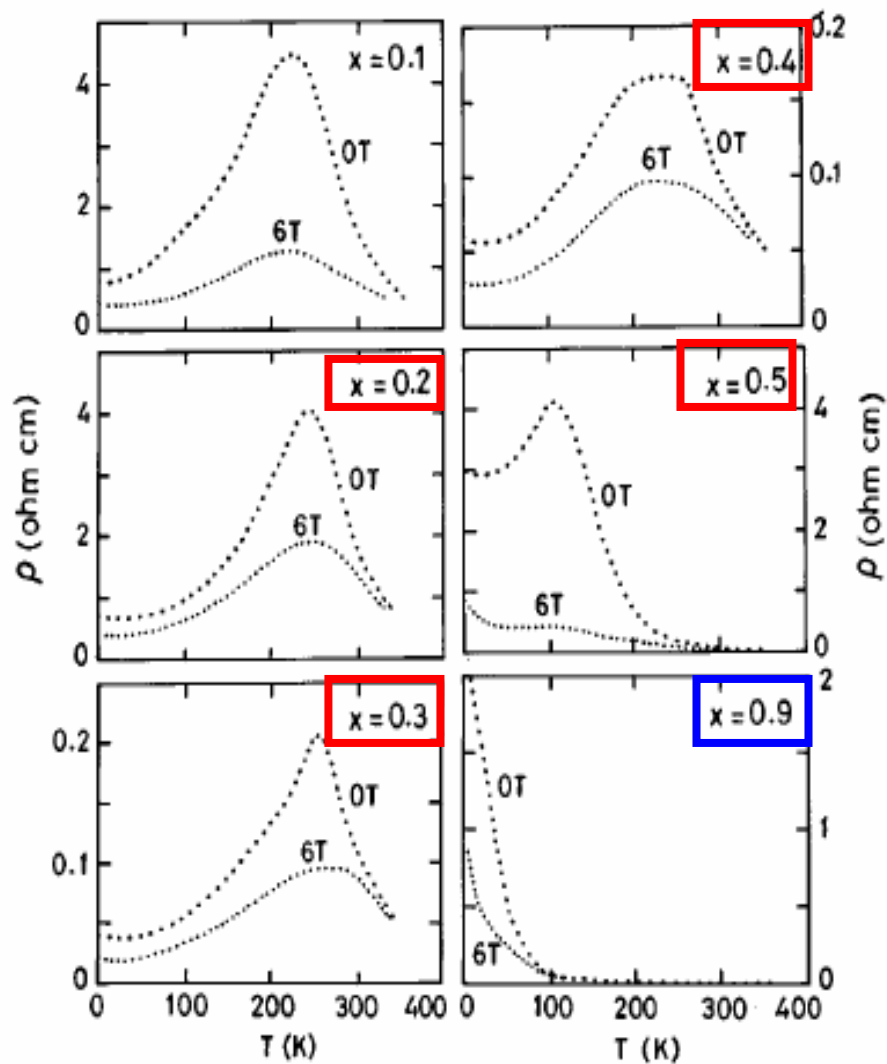 x = 0.1
4
2
0
0T
6T
x = 0.4
0.2
0.1
0
0T
6T
x = 0.2
4
2
0
0T
6T
x = 0.5
4
2
0
0T
6T
x = 0.3
0.2
0.1
0
0T
6T
x = 0.9
2
1
0
0T
6T
ρ (ohm cm)
ρ (ohm cm)
0 100 200 300 400
0 100 200 300 400
T (K)
T (K)